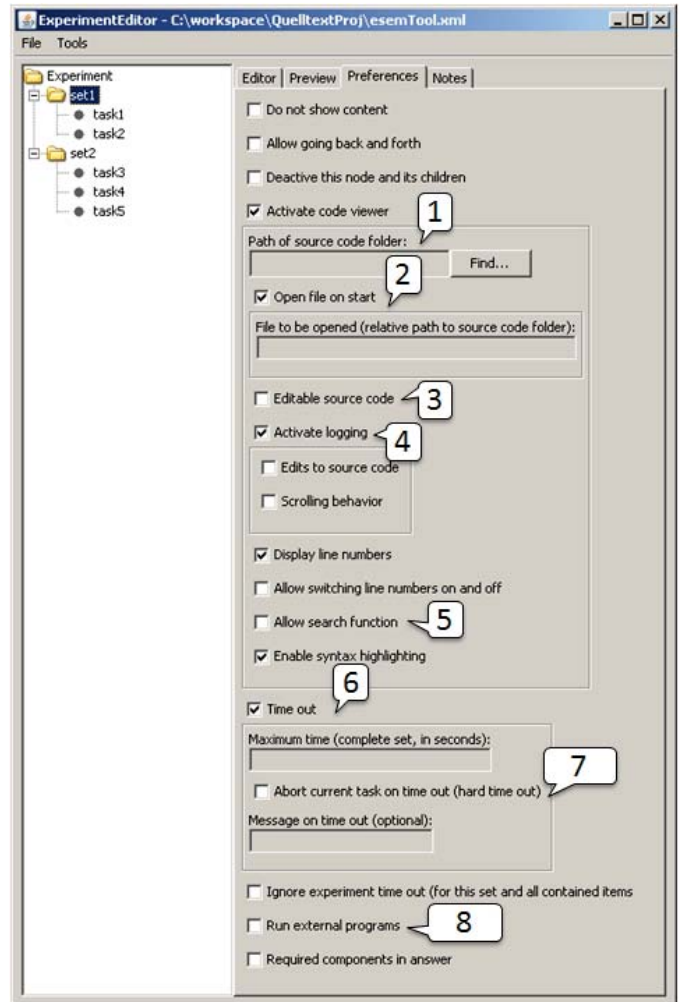 ExperimentEditor - C:\workspace\QuelltextProj\esemTool.xml
File Tools
Experiment
set1
task1
task2
set2
task3
task4
task5
Editor Preview Preferences Notes
Do not show content
Allow going back and forth
Deactive this node and its children
Activate code viewer
1
Path of source code folder:
Find...
2
Open file on start
File to be opened (relative path to source code folder):
Editable source code
3
Activate logging
4
Edits to source code
Scrolling behavior
Display line numbers
Allow switching line numbers on and off
Allow search function
5
Enable syntax highlighting
6
Time out
Maximum time (complete set, in seconds):
7
Abort current task on time out (hard time out)
Message on time out (optional):
Ignore experiment time out (for this set and all contained items
Run external programs
8
Required components in answer